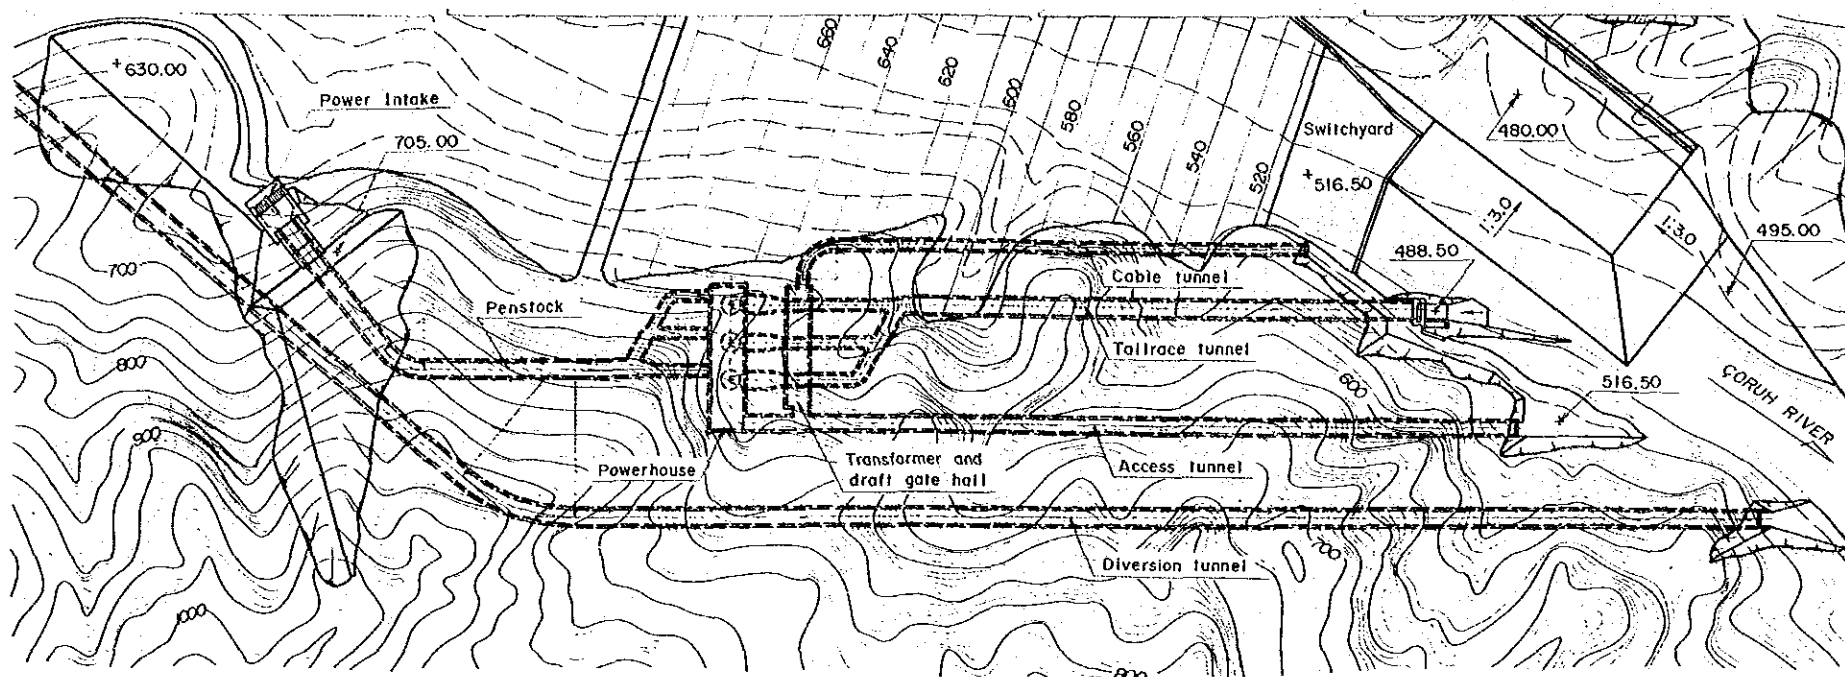 660
640
620
600
580
560
540
520
+630.00
Power Intake
705.00
Switchyard
+516.50
480.00
1:3.0
1:3.0
495.00
488.50
700
Penstock
Cable tunnel
Tailrace tunnel
800
600
516.50
ÇORUH RIVER
900
Powerhouse
Transformer and
draft gate hall
Access tunnel
Diversion tunnel
700
1000
800